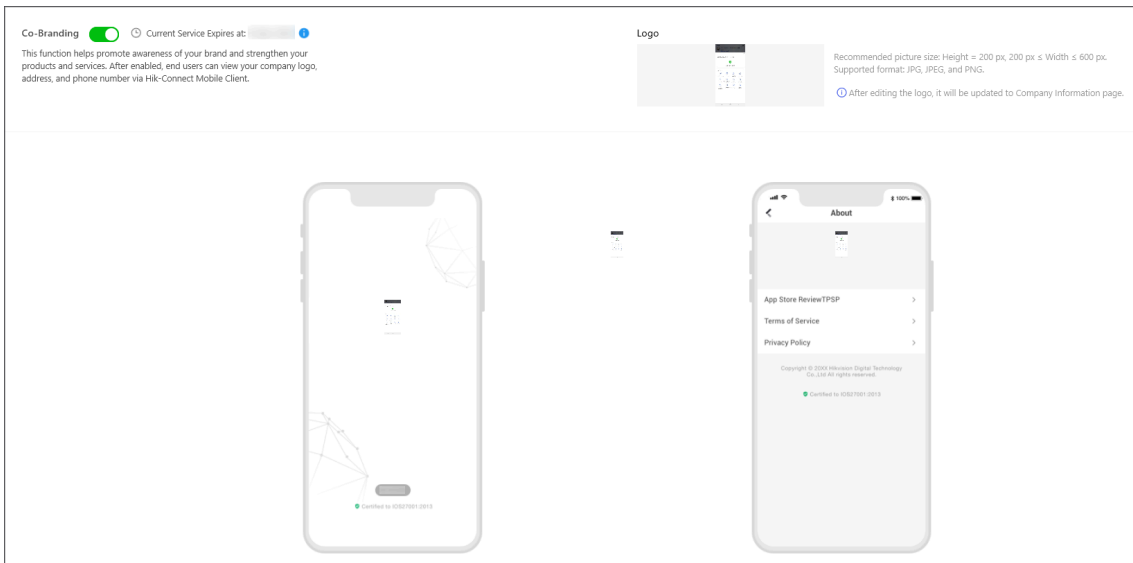 Co-Branding
Current Service Expires at:
This function helps promote awareness of your brand and strengthen your
products and services. After enabled, end users can view your company logo,
address, and phone number via Hik-Connect Mobile Client.
Logo
Recommended picture size: Height = 200 px, 200 px ≤ Width ≤ 600 px.
Supported format: JPG, JPEG, and PNG.
After editing the logo, it will be updated to Company Information page.
Certified to IOS27001:2013
100%
About
App Store ReviewTPSP
Terms of Service
Privacy Policy
Copyright © 20XX Hikvision Digital Technology
Co.,Ltd All rights reserved.
Certified to IOS27001:2013